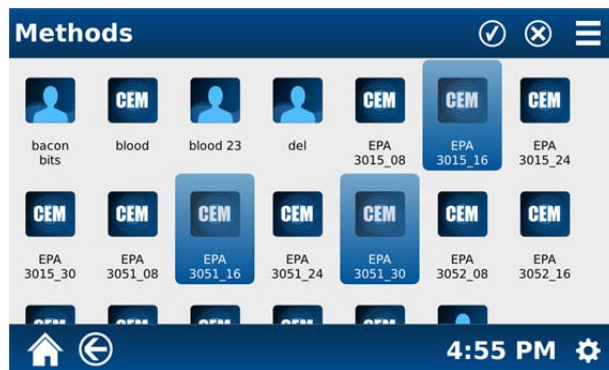 Methods
CEM
CEM
CEM
CEM
bacon
bits
blood
blood 23
del
EPA
3015_08
EPA
3015_16
EPA
3015_24
CEM
CEM
CEM
CEM
CEM
CEM
CEM
EPA
3015_30
EPA
3051_08
EPA
3051_16
EPA
3051_24
EPA
3051_30
EPA
3052_08
EPA
3052_16
4:55 PM